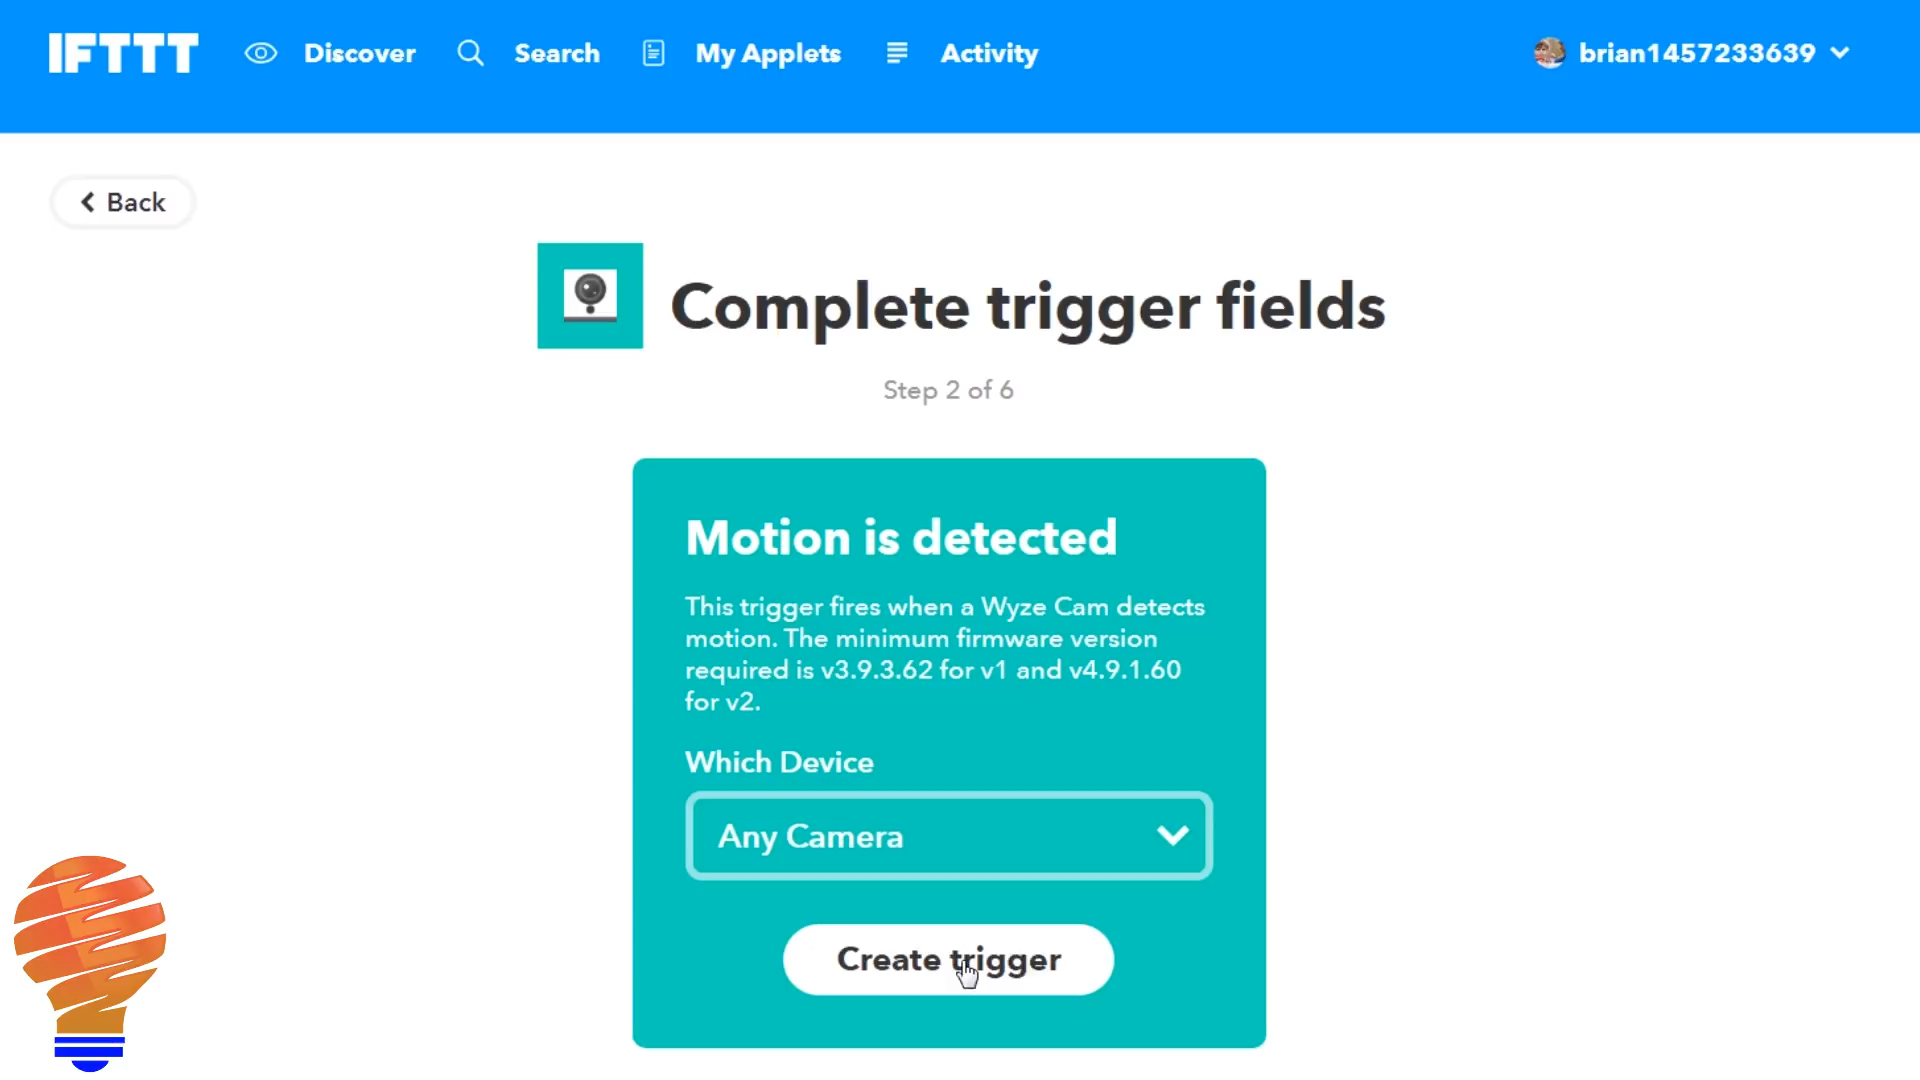 IFTTT Discover Search My Applets Activity brian1457233639
Back
Complete trigger fields
Step 2 of 6
Motion is detected
This trigger fires when a Wyze Cam detects
motion. The minimum firmware version
required is v3.9.3.62 for v1 and v4.9.1.60
for v2.
Which Device
Any Camera
Create trigger